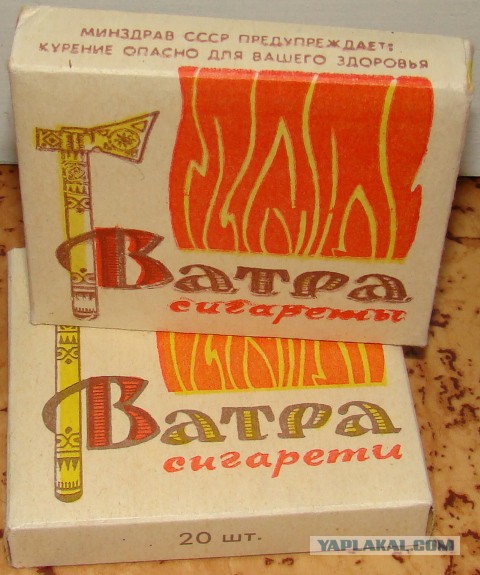 МИНЗДРАВ СССР ПРЕДУПРЕЖДАЕТ:
КУРЕНИЕ ОПАСНО ДЛЯ ВАШЕГО ЗДОРОВЬЯ
ВАТРА
сигареты
ВАТРА
сигарети
20 шт.
YAPLAKAL.COM